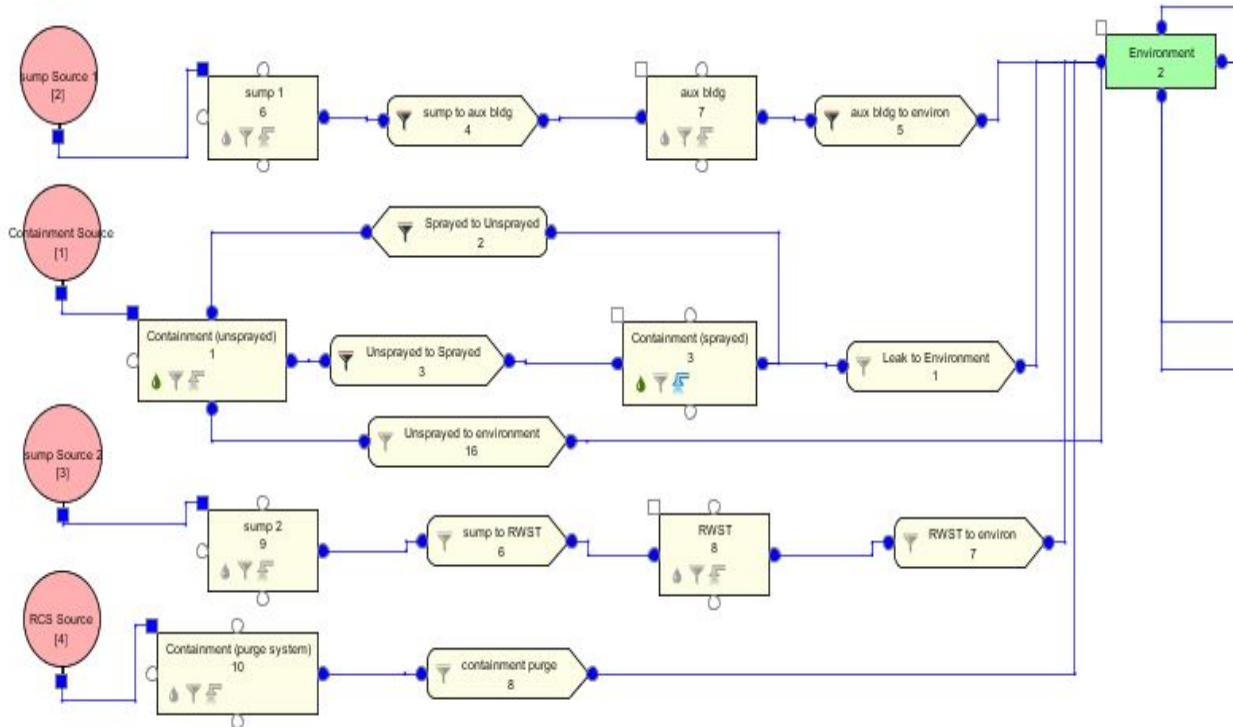 sump Source 1
[2]
sump 1
6
sump to aux bldg
4
aux bldg
7
aux bldg to environ
5
Environment
2
Containment Source
[1]
Sprayed to Unsprayed
2
Containment (unsprayed)
1
Unsprayed to Sprayed
3
Containment (sprayed)
3
Leak to Environment
1
Unsprayed to environment
16
sump Source 2
[3]
sump 2
9
sump to RWST
6
RWST
8
RWST to environ
7
RCS Source
[4]
Containment (purge system)
10
containment purge
8